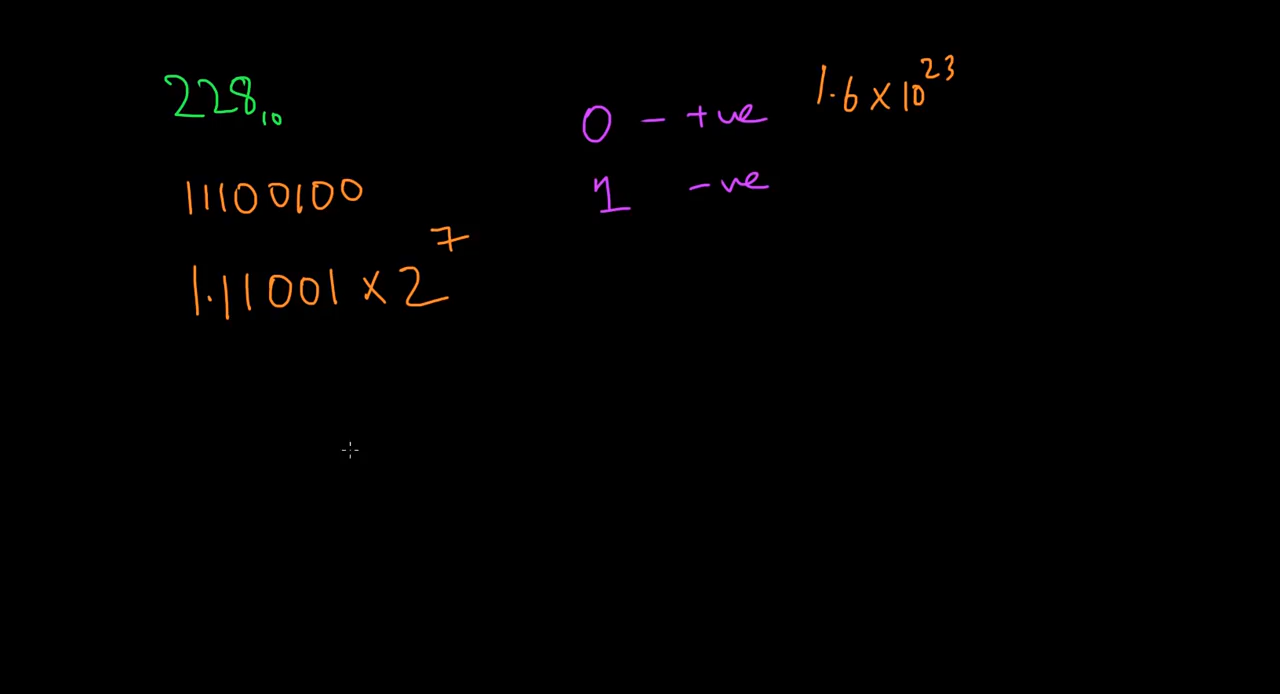 228₁₀
11100100
1.11001 × 2⁷
0 - +ve
1 -ve
1.6 × 10²³